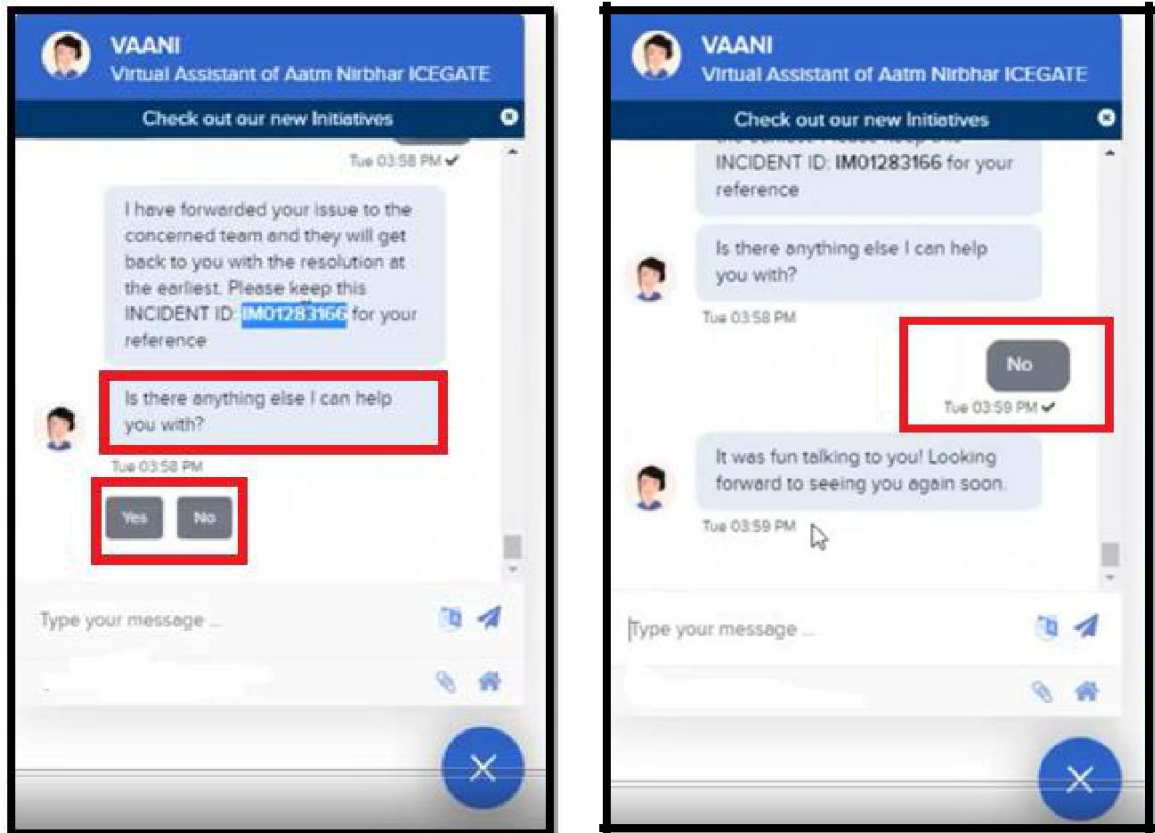 VAANI
Virtual Assistant of Aatm Nirbhar ICEGATE
Check out our new Initiatives
Tue 03:58 PM
I have forwarded your issue to the
concerned team and they will get
back to you with the resolution at
the earliest. Please keep this
INCIDENT ID: IM01283166 for your
reference
Is there anything else I can help
you with?
Tue 03:58 PM
Yes No
Type your message ...
VAANI
Virtual Assistant of Aatm Nirbhar ICEGATE
Check out our new Initiatives
the earliest. Please keep this
INCIDENT ID: IM01283166 for your
reference
Is there anything else I can help
you with?
Tue 03:58 PM
No
Tue 03:59 PM
It was fun talking to you! Looking
forward to seeing you again soon.
Tue 03:59 PM
Type your message ...